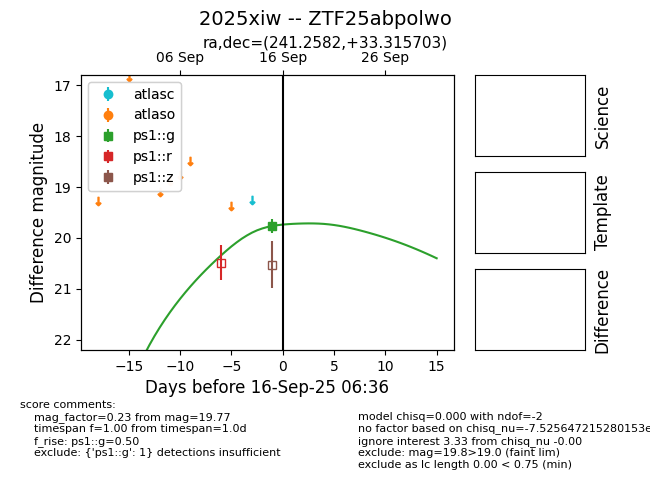 2025xiw -- ZTF25abpolwo
ra,dec=(241.2582,+33.315703)
06 Sep 16 Sep 26 Sep
17
18
19
20
21
22
Difference magnitude
atlasc
atlaso
ps1::g
ps1::r
ps1::z
−15 −10 −5 0 5 10 15
Days before 16-Sep-25 06:36
Science
Template
Difference
score comments:
mag_factor=0.23 from mag=19.77
timespan f=1.00 from timespan=1.0d
f_rise: ps1::g=0.50
exclude: {'ps1::g': 1} detections insufficient
model chisq=0.000 with ndof=-2
no factor based on chisq_nu=-7.525647215280153e
ignore interest 3.33 from chisq_nu -0.00
exclude: mag=19.8>19.0 (faint lim)
exclude as lc length 0.00 < 0.75 (min)